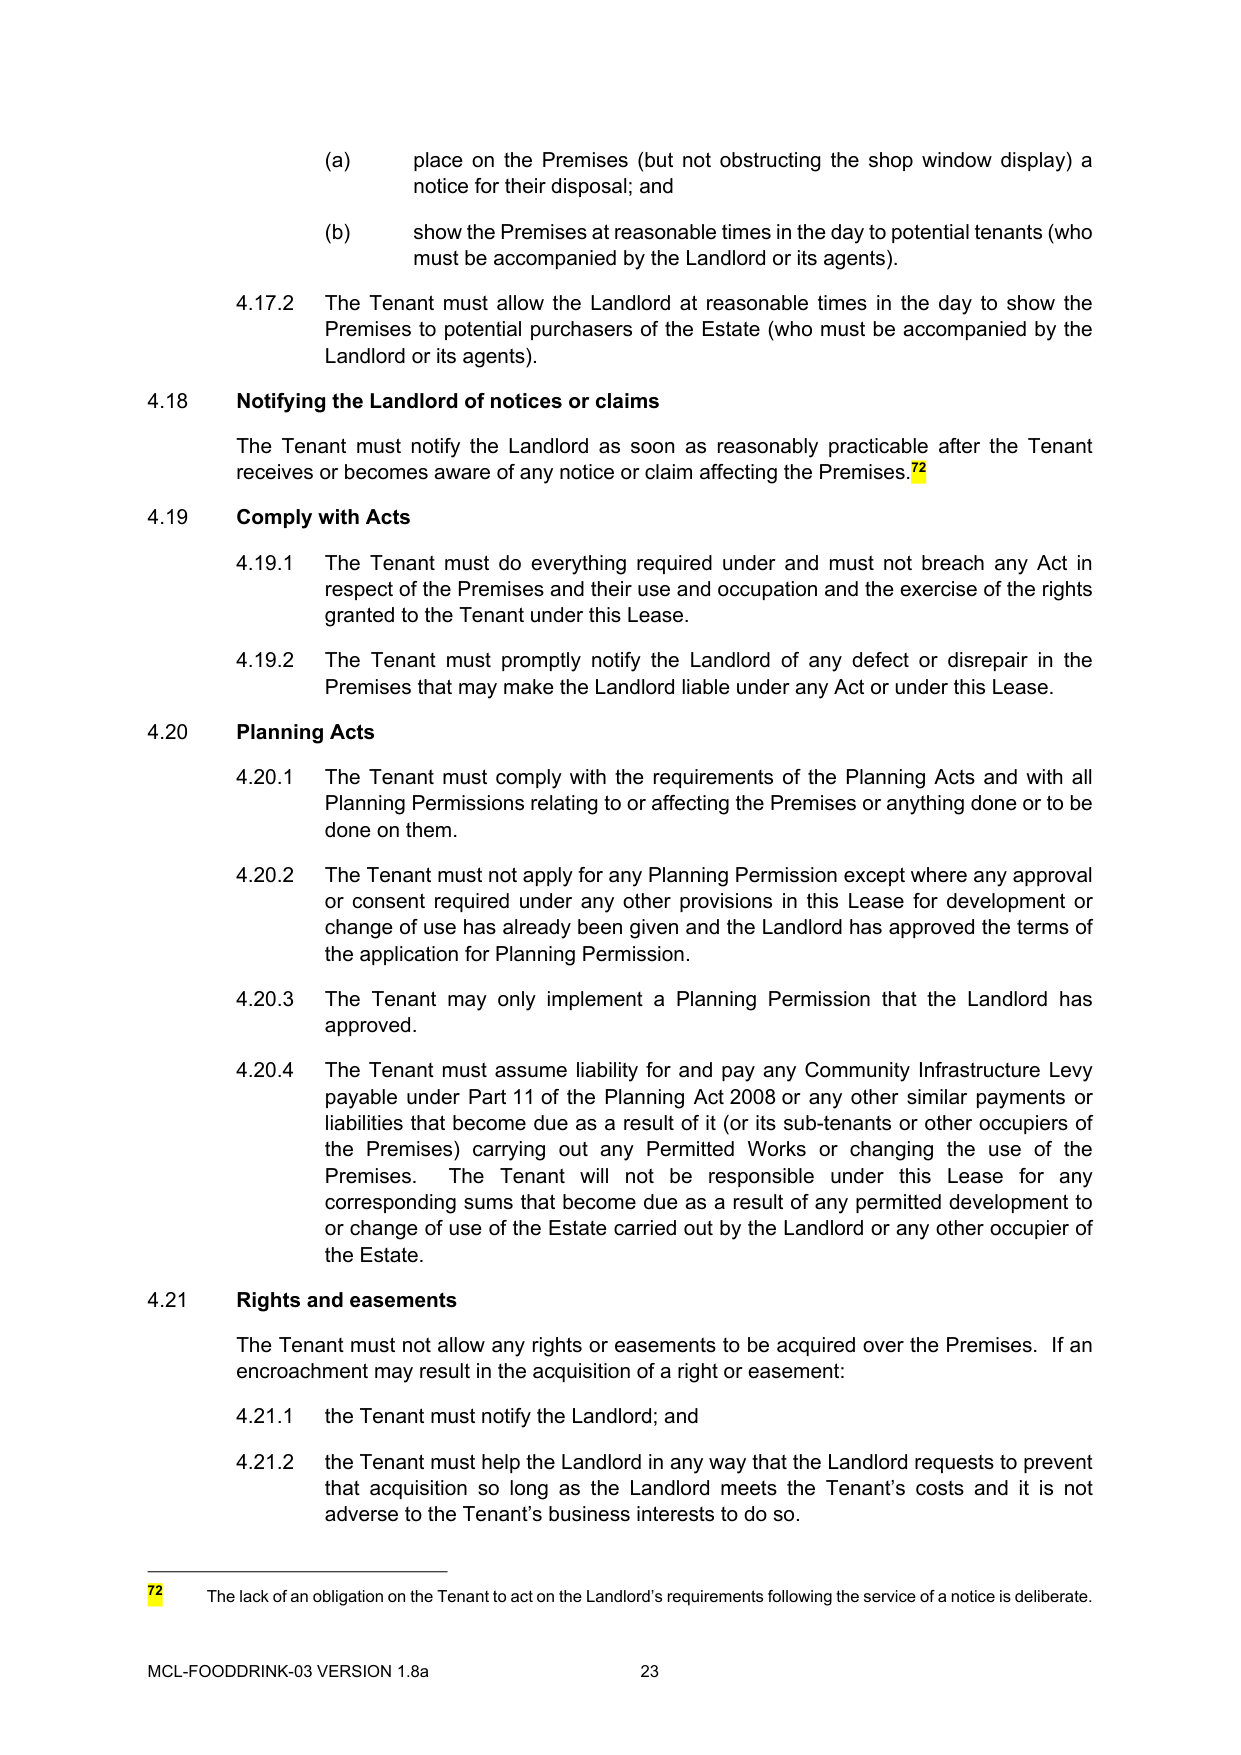 (a) place on the Premises (but not obstructing the shop window display) a
notice for their disposal; and
(b) show the Premises at reasonable times in the day to potential tenants (who
must be accompanied by the Landlord or its agents).
4.17.2 The Tenant must allow the Landlord at reasonable times in the day to show the
Premises to potential purchasers of the Estate (who must be accompanied by the
Landlord or its agents).
4.18 Notifying the Landlord of notices or claims
The Tenant must notify the Landlord as soon as reasonably practicable after the Tenant
receives or becomes aware of any notice or claim affecting the Premises.72
4.19 Comply with Acts
4.19.1 The Tenant must do everything required under and must not breach any Act in
respect of the Premises and their use and occupation and the exercise of the rights
granted to the Tenant under this Lease.
4.19.2 The Tenant must promptly notify the Landlord of any defect or disrepair in the
Premises that may make the Landlord liable under any Act or under this Lease.
4.20 Planning Acts
4.20.1 The Tenant must comply with the requirements of the Planning Acts and with all
Planning Permissions relating to or affecting the Premises or anything done or to be
done on them.
4.20.2 The Tenant must not apply for any Planning Permission except where any approval
or consent required under any other provisions in this Lease for development or
change of use has already been given and the Landlord has approved the terms of
the application for Planning Permission.
4.20.3 The Tenant may only implement a Planning Permission that the Landlord has
approved.
4.20.4 The Tenant must assume liability for and pay any Community Infrastructure Levy
payable under Part 11 of the Planning Act 2008 or any other similar payments or
liabilities that become due as a result of it (or its sub-tenants or other occupiers of
the Premises) carrying out any Permitted Works or changing the use of the
Premises. The Tenant will not be responsible under this Lease for any
corresponding sums that become due as a result of any permitted development to
or change of use of the Estate carried out by the Landlord or any other occupier of
the Estate.
4.21 Rights and easements
The Tenant must not allow any rights or easements to be acquired over the Premises. If an
encroachment may result in the acquisition of a right or easement:
4.21.1 the Tenant must notify the Landlord; and
4.21.2 the Tenant must help the Landlord in any way that the Landlord requests to prevent
that acquisition so long as the Landlord meets the Tenant's costs and it is not
adverse to the Tenant's business interests to do so.
72 The lack of an obligation on the Tenant to act on the Landlord's requirements following the service of a notice is deliberate.
MCL-FOODDRINK-03 VERSION 1.8a 23